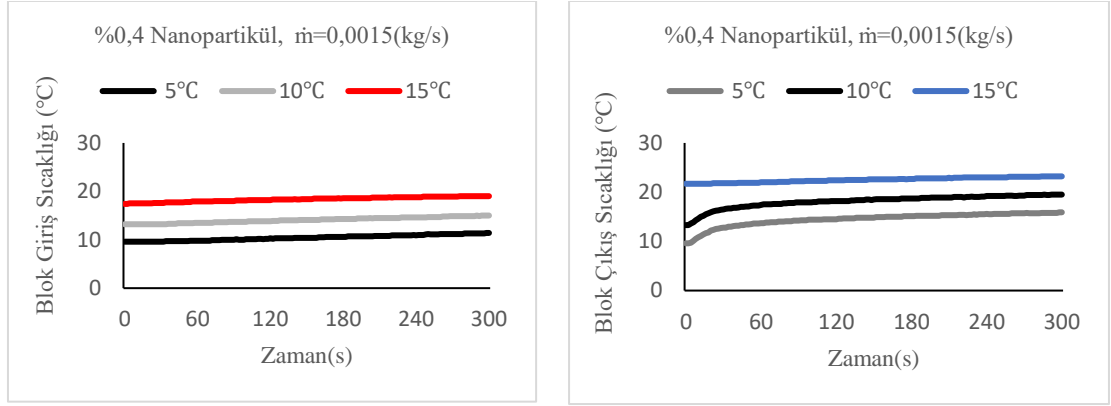 %0,4 Nanopartikül, ṁ=0,0015(kg/s)
5°C 10°C 15°C
Blok Giriş Sıcaklığı (°C)
30
20
10
0
0 60 120 180 240 300
Zaman(s)
%0,4 Nanopartikül, ṁ=0,0015(kg/s)
5°C 10°C 15°C
Blok Çıkış Sıcaklığı (°C)
30
20
10
0
0 60 120 180 240 300
Zaman(s)